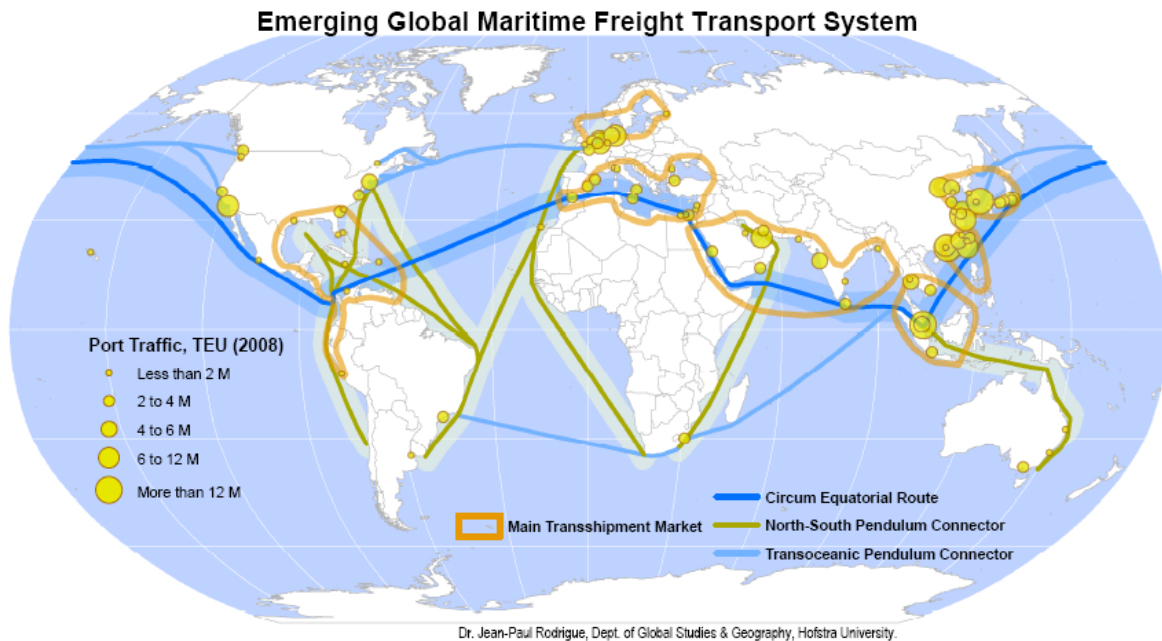 Emerging Global Maritime Freight Transport System
Port Traffic, TEU (2008)
Less than 2 M
2 to 4 M
4 to 6 M
6 to 12 M
More than 12 M
Main Transshipment Market
Circum Equatorial Route
North-South Pendulum Connector
Transoceanic Pendulum Connector
Dr. Jean-Paul Rodrigue, Dept. of Global Studies & Geography, Hofstra University.